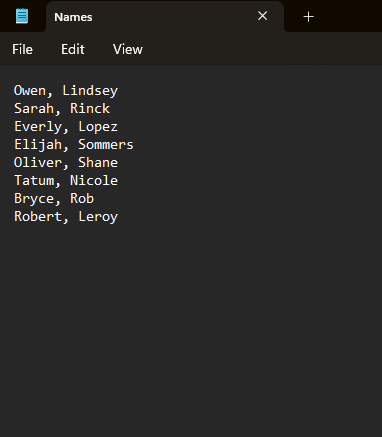 Names
File Edit View
Owen, Lindsey
Sarah, Rinck
Everly, Lopez
Elijah, Sommers
Oliver, Shane
Tatum, Nicole
Bryce, Rob
Robert, Leroy